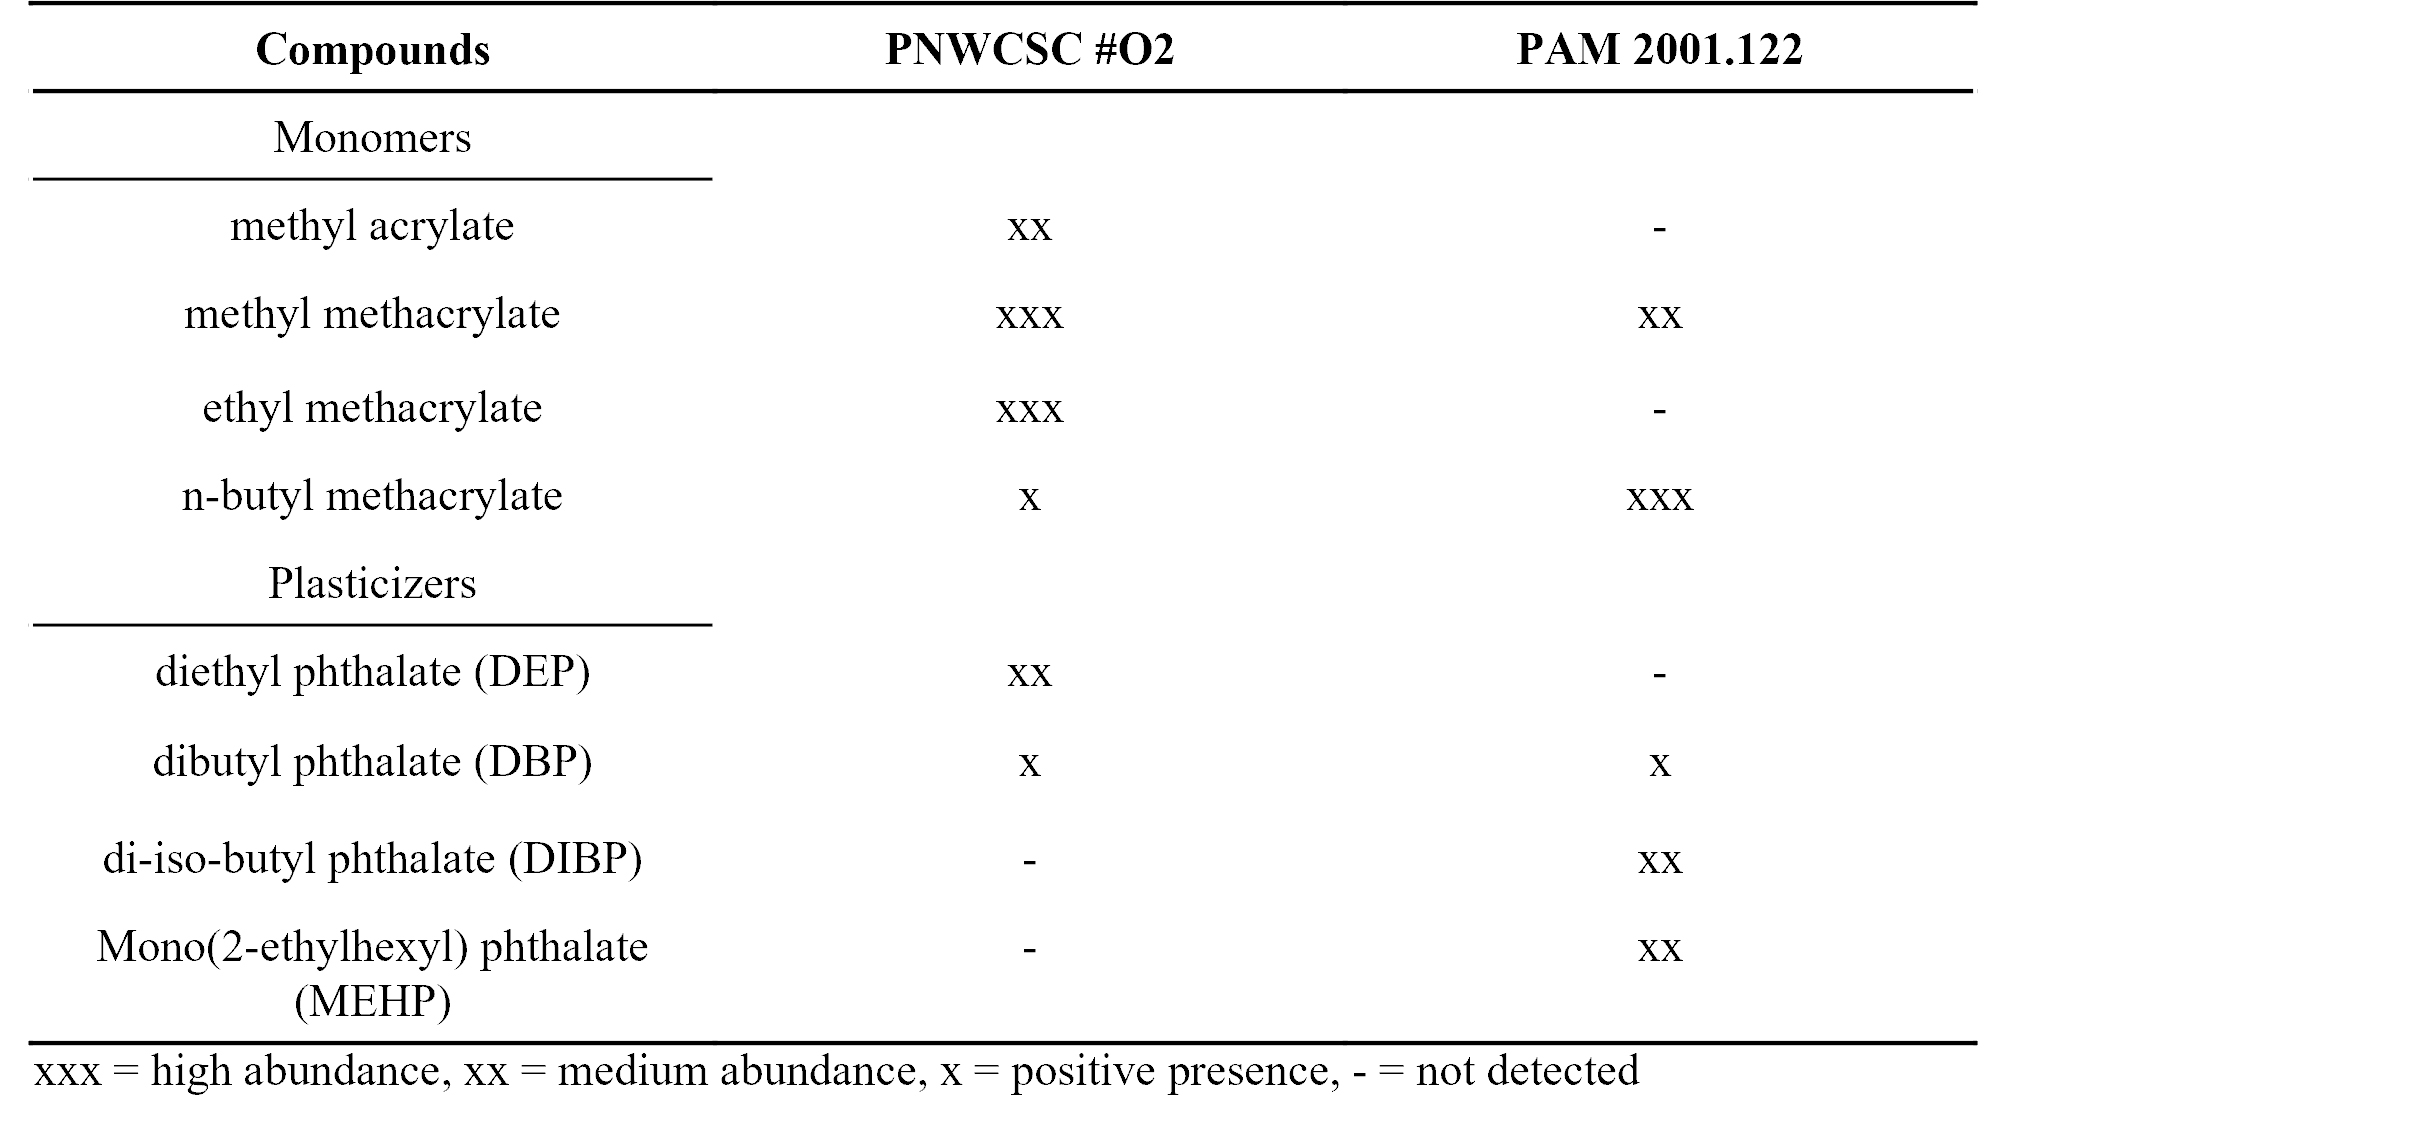 Compounds PNWCSC #O2 PAM 2001.122
Monomers
methyl acrylate xx -
methyl methacrylate xxx xx
ethyl methacrylate xxx -
n-butyl methacrylate x xxx
Plasticizers
diethyl phthalate (DEP) xx -
dibutyl phthalate (DBP) x x
di-iso-butyl phthalate (DIBP) - xx
Mono(2-ethylhexyl) phthalate - xx
(MEHP)
xxx = high abundance, xx = medium abundance, x = positive presence, - = not detected